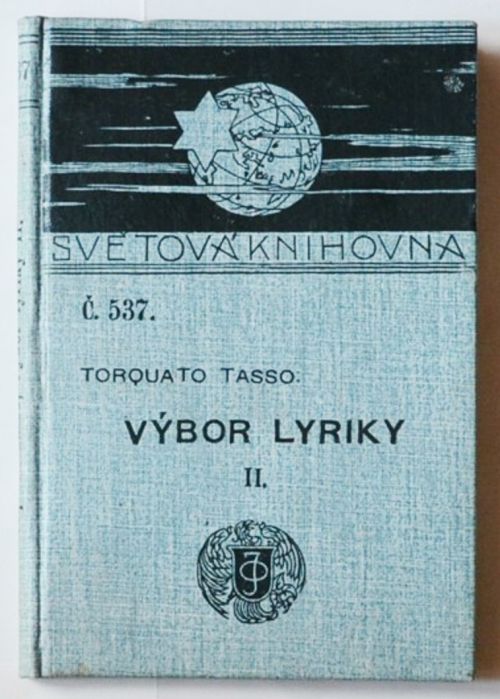 SVĚTOVÁ KNIHOVNA
Č. 537.
TORQUATO TASSO:
VÝBOR LYRIKY
II.